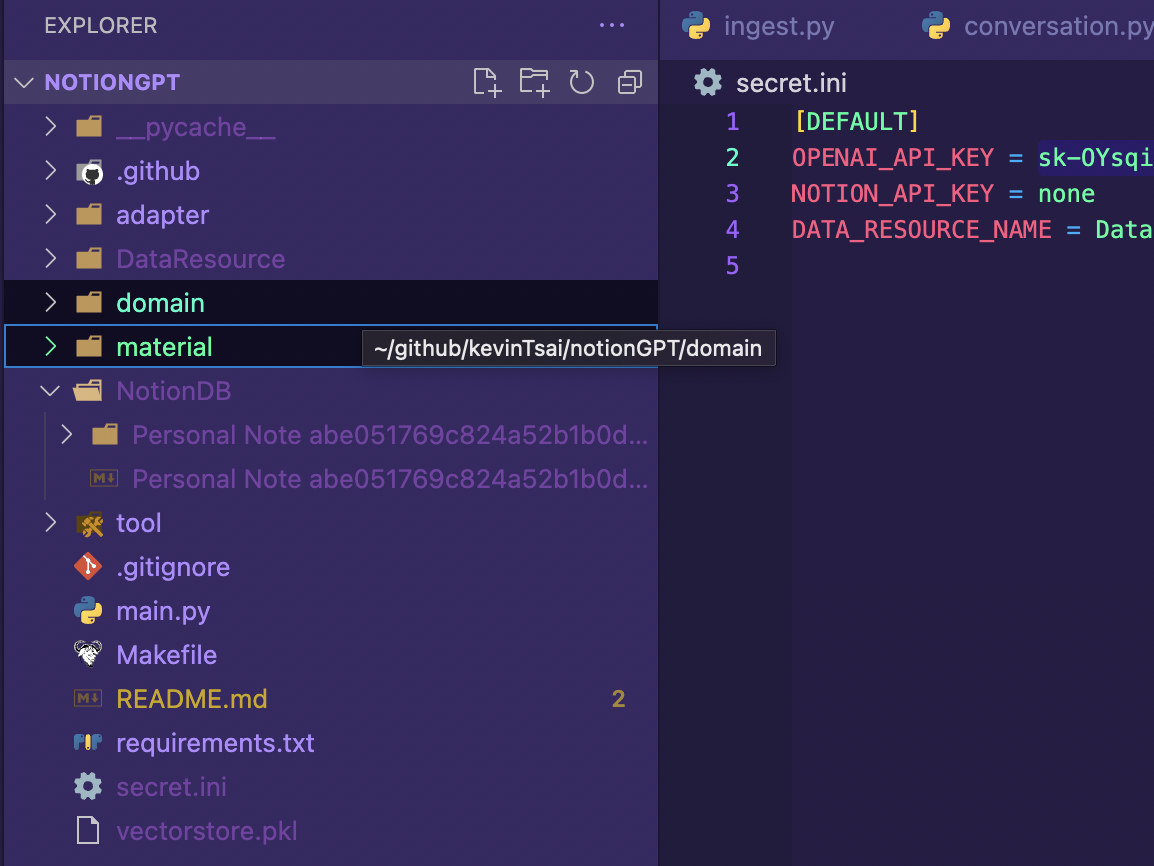 EXPLORER
NOTIONGPT
__pycache__
.github
adapter
DataResource
domain
material
~/github/kevinTsai/notionGPT/domain
NotionDB
Personal Note abe051769c824a52b1b0d...
Personal Note abe051769c824a52b1b0d...
tool
.gitignore
main.py
Makefile
README.md 2
requirements.txt
secret.ini
vectorstore.pkl
ingest.py conversation.py
secret.ini
1 [DEFAULT]
2 OPENAI_API_KEY = sk-OYsqi
3 NOTION_API_KEY = none
4 DATA_RESOURCE_NAME = Data
5